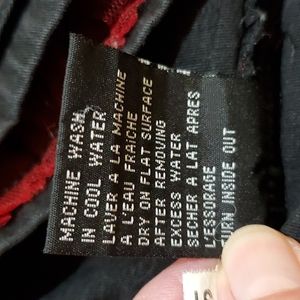 MACHINE WASH
IN COOL WATER
LAVER A LA MACHINE
A L'EAU FRAICHE
DRY ON FLAT SURFACE
AFTER REMOVING
EXCESS WATER
SECHER A LAT APRES
L'ESSORAGE
TURN INSIDE OUT